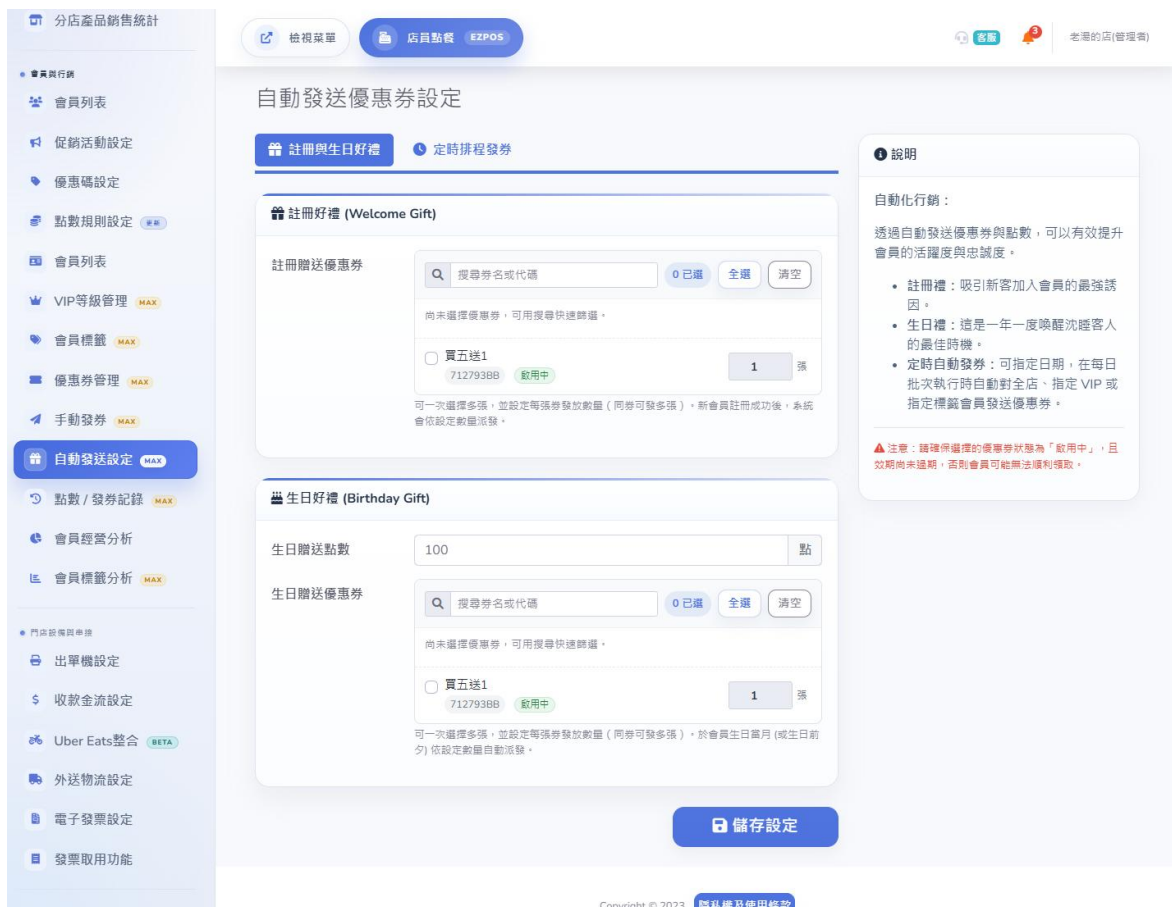 分店產品銷售統計
會員與行銷
會員列表
促銷活動設定
優惠碼設定
點數規則設定 更新
會員列表
VIP等級管理 MAX
會員標籤 MAX
優惠券管理 MAX
手動發券 MAX
自動發送設定 MAX
點數 / 發券記錄 MAX
會員經營分析
會員標籤分析 MAX
門店設備與串接
出單機設定
收款金流設定
Uber Eats整合 BETA
外送物流設定
電子發票設定
發票取用功能
檢視菜單
店員點餐 EZPOS
客服
3
老湯的店(管理者)
自動發送優惠券設定
註冊與生日好禮
定時排程發券
註冊好禮 (Welcome Gift)
註冊贈送優惠券
搜尋券名或代碼
0 已選 全選 清空
尚未選擇優惠券，可用搜尋快速篩選。
買五送1
712793BB 啟用中
1 張
可一次選擇多張，並設定每張券發放數量 ( 同券可發多張 ) 。新會員註冊成功後，系統
會依設定數量派發。
生日好禮 (Birthday Gift)
生日贈送點數
100 點
生日贈送優惠券
搜尋券名或代碼
0 已選 全選 清空
尚未選擇優惠券，可用搜尋快速篩選。
買五送1
712793BB 啟用中
1 張
可一次選擇多張，並設定每張券發放數量 ( 同券可發多張 ) 。於會員生日當月 (或生日前
夕) 依設定數量自動派發。
儲存設定
說明
自動化行銷：
透過自動發送優惠券與點數，可以有效提升
會員的活躍度與忠誠度。
註冊禮：吸引新客加入會員的最強誘
因。
生日禮：這是一年一度喚醒沈睡客人
的最佳時機。
定時自動發券：可指定日期，在每日
批次執行時自動對全店、指定 VIP 或
指定標籤會員發送優惠券。
注意：請確保選擇的優惠券狀態為「啟用中」，且
效期尚未過期，否則會員可能無法順利領取。
Copyright © 2023 隱私權及使用條款